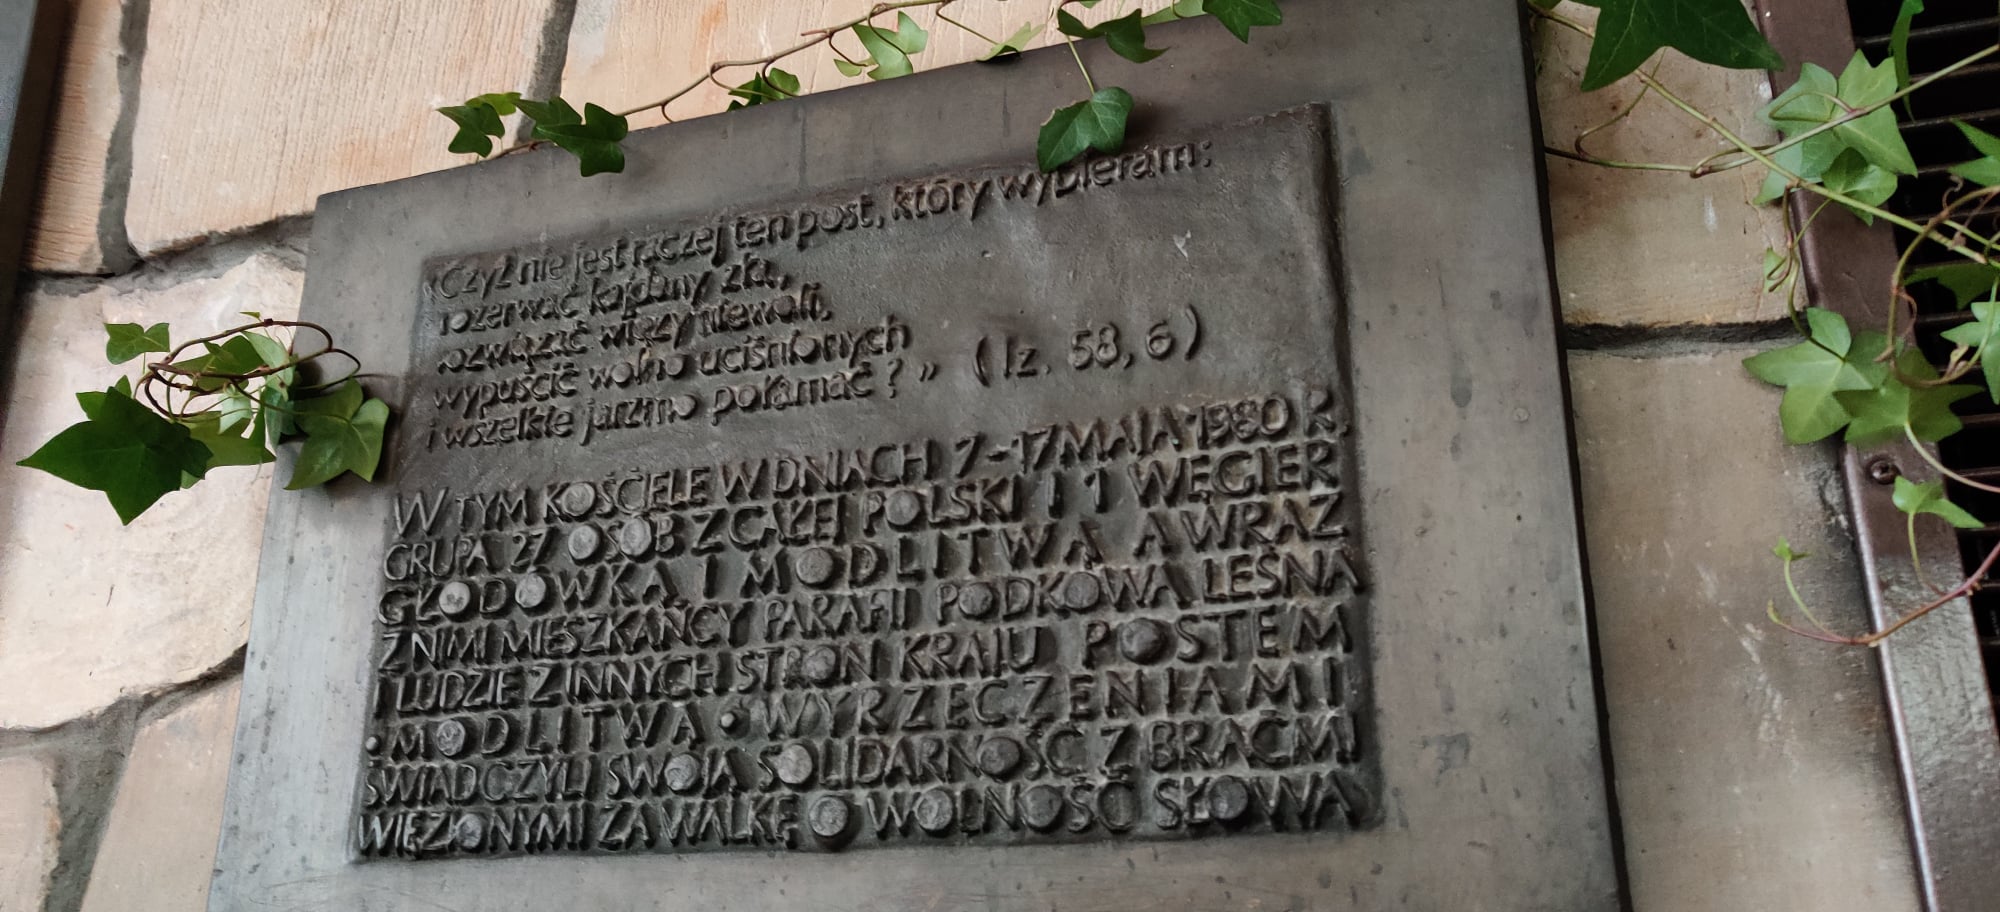 «Czyż nie jest raczej ten post, który wybieram:
rozerwać kajdany zła,
rozwiązać więzy niewoli,
wypuścić wolno uciśnionych
i wszelkie jarzmo połamać?» (Iz. 58, 6)
W TYM KOŚCIELE W DNIACH 7-17 MAJA 1980 R.
GRUPA 27 OSÓB Z CAŁEJ POLSKI I 1 WĘGIER
GŁODÓWKĄ I MODLITWĄ A WRAZ
Z NIMI MIESZKAŃCY PARAFII PODKOWA LEŚNA
I LUDZIE Z INNYCH STRON KRAJU POSTEM
• MODLITWĄ • WYRZECZENIAMI
ŚWIADCZYLI SWOJĄ SOLIDARNOŚĆ Z BRAĆMI
WIĘZIONYMI ZA WALKĘ O WOLNOŚĆ SŁOWA